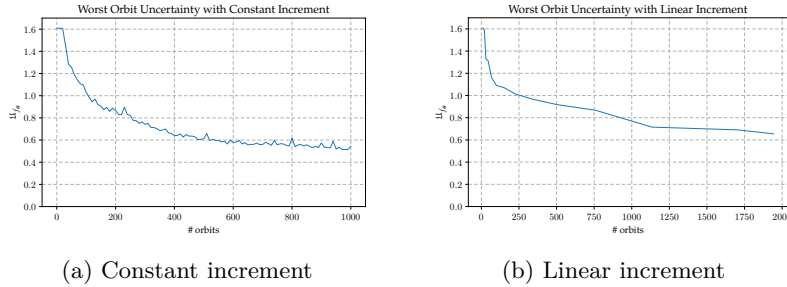 Worst Orbit Uncertainty with Constant Increment
1.6
1.4
1.2
1.0
0.8
0.6
0.4
0.2
0.0
0 200 400 600 800 1000
# orbits
(a) Constant increment
Worst Orbit Uncertainty with Linear Increment
1.6
1.4
1.2
1.0
0.8
0.6
0.4
0.2
0.0
0 250 500 750 1000 1250 1500 1750 2000
# orbits
(b) Linear increment